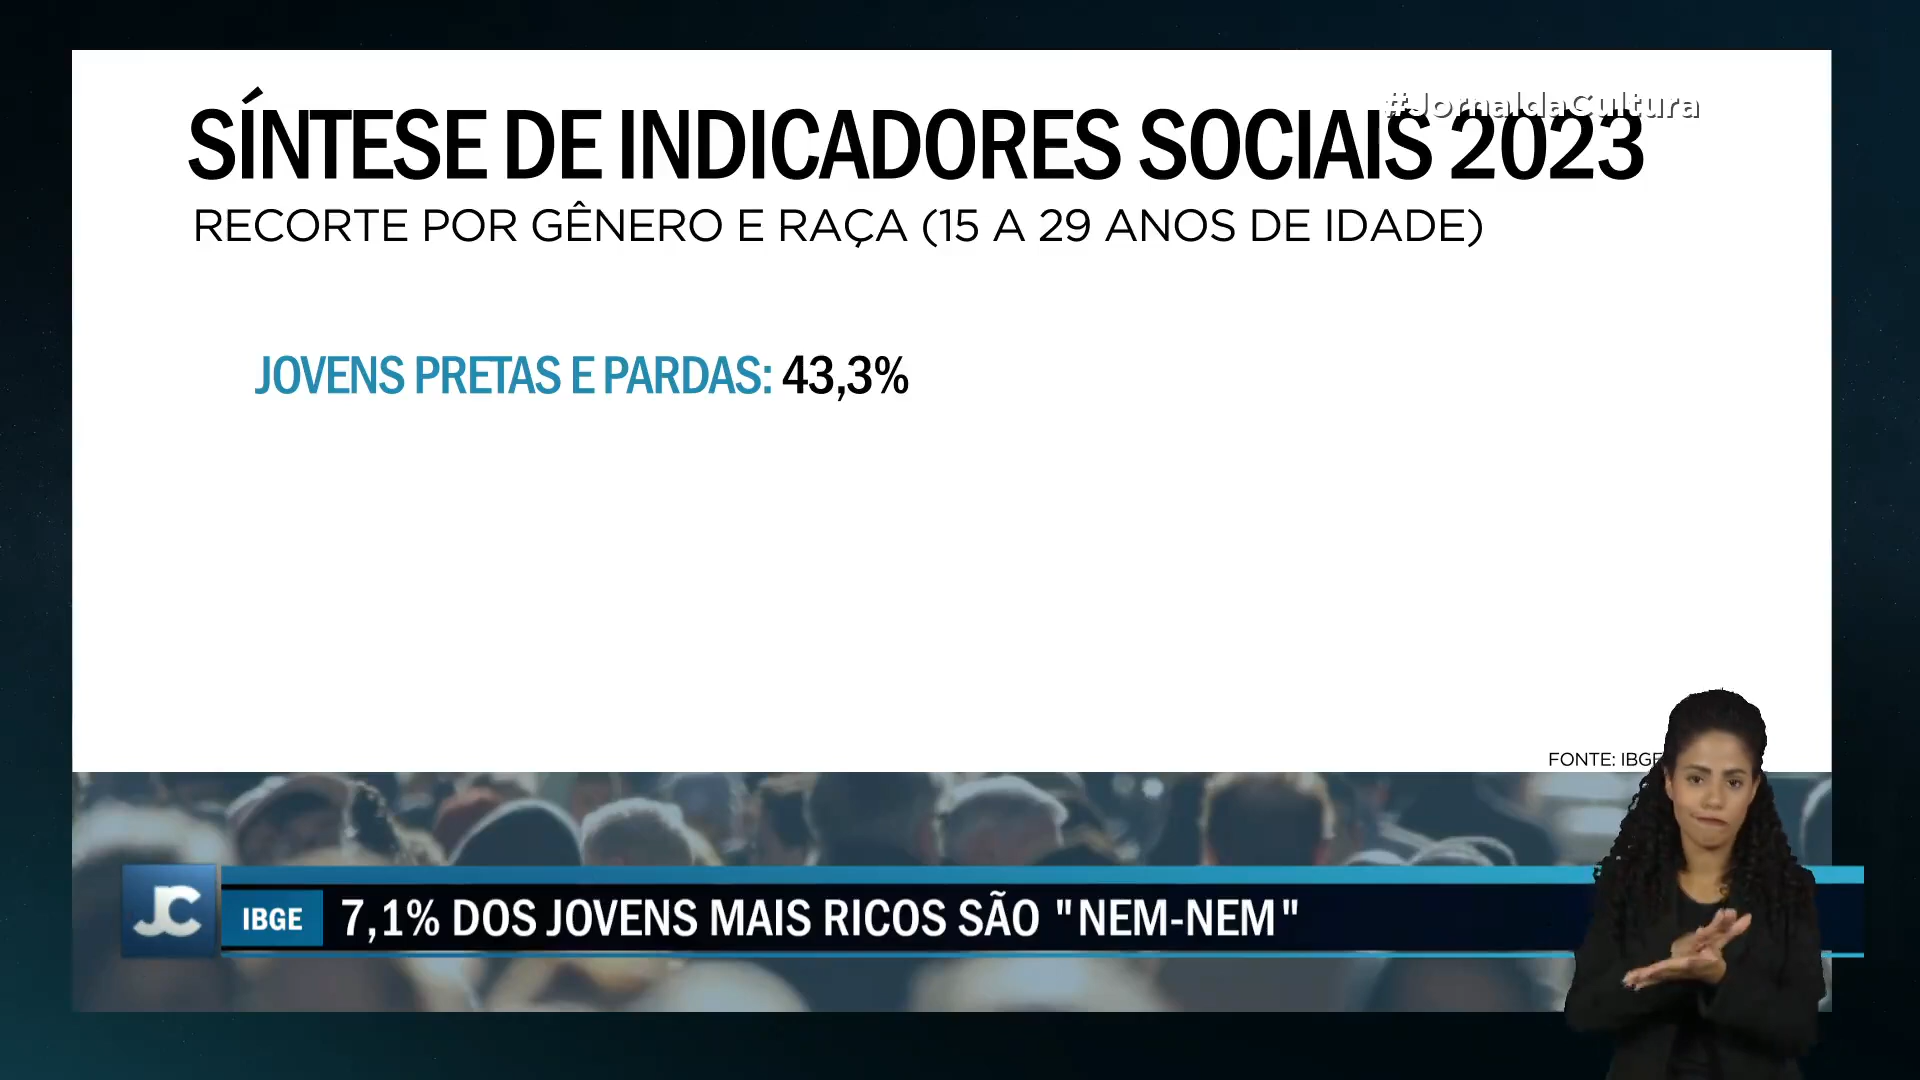 #JornaldaCultura
SÍNTESE DE INDICADORES SOCIAIS 2023
RECORTE POR GÊNERO E RAÇA (15 A 29 ANOS DE IDADE)
JOVENS PRETAS E PARDAS: 43,3%
FONTE: IBGE
JC
IBGE
7,1% DOS JOVENS MAIS RICOS SÃO "NEM-NEM"